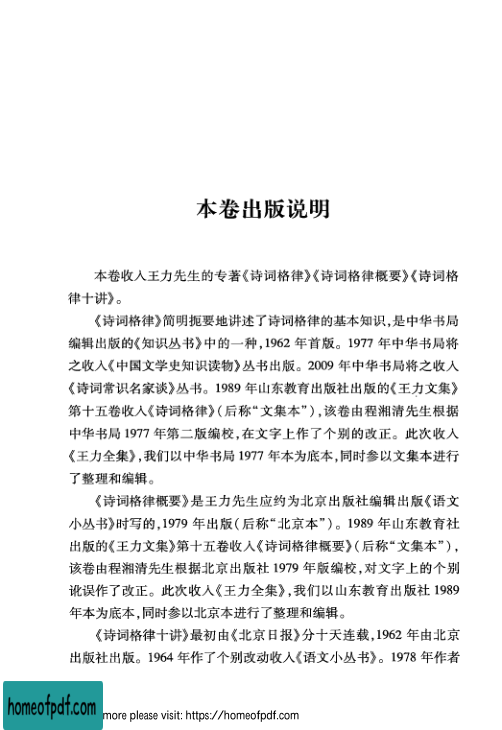 本卷出版说明
本卷收入王力先生的专著《诗词格律》《诗词格律概要》《诗词格
律十讲》。
《诗词格律》简明扼要地讲述了诗词格律的基本知识,是中华书局
编辑出版的《知识丛书》中的一种,1962 年首版。1977 年中华书局将
之收入《中国文学史知识读物》丛书出版。2009 年中华书局将之收入
《诗词常识名家谈》丛书。1989 年山东教育出版社出版的《王力文集》
第十五卷收入《诗词格律》(后称“文集本”),该卷由程湘清先生根据
中华书局 1977 年第二版编校,在文字上作了个别的改正。此次收入
《王力全集》,我们以中华书局 1977 年本为底本,同时参以文集本进行
了整理和编辑。
《诗词格律概要》是王力先生应约为北京出版社编辑出版《语文
小丛书》时写的,1979 年出版(后称“北京本”)。1989 年山东教育社
出版的《王力文集》第十五卷收入《诗词格律概要》(后称“文集本”),
该卷由程湘清先生根据北京出版社 1979 年版编校,对文字上的个别
讹误作了改正。此次收入《王力全集》,我们以山东教育出版社 1989
年本为底本,同时参以北京本进行了整理和编辑。
《诗词格律十讲》最初由《北京日报》分十天连载,1962 年由北京
出版社出版。1964 年作了个别改动收入《语文小丛书》。1978 年作者
homeofpdf.com
more please visit: https://homeofpdf.com